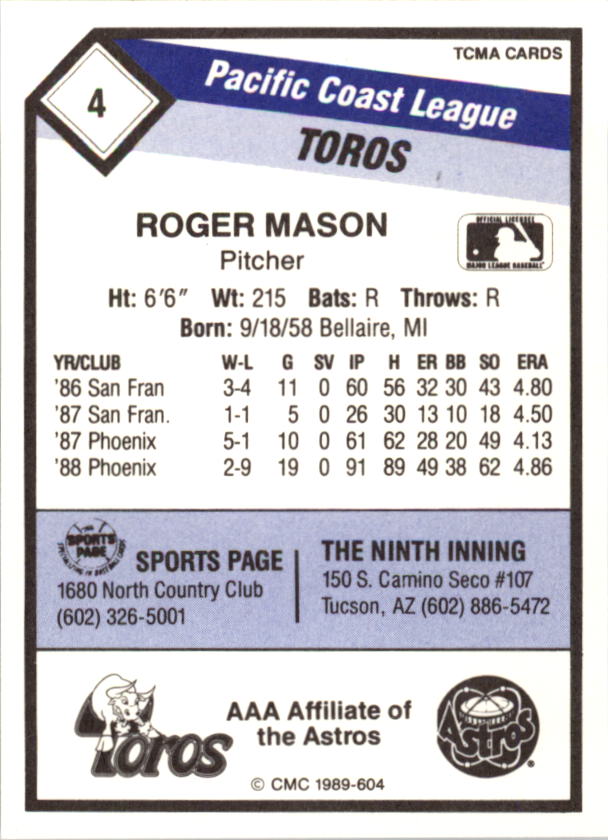 TCMA CARDS
4
Pacific Coast League
TOROS
ROGER MASON
OFFICIAL LICENSEE
MAJOR LEAGUE BASEBALL
Pitcher
Ht: 6'6" Wt: 215 Bats: R Throws: R
Born: 9/18/58 Bellaire, MI
YR/CLUB W-L G SV IP H ER BB SO ERA
'86 San Fran 3-4 11 0 60 56 32 30 43 4.80
'87 San Fran. 1-1 5 0 26 30 13 10 18 4.50
'87 Phoenix 5-1 10 0 61 62 28 20 49 4.13
'88 Phoenix 2-9 19 0 91 89 49 38 62 4.86
SPORTS PAGE
SPORTS PAGE
1680 North Country Club
(602) 326-5001
THE NINTH INNING
150 S. Camino Seco #107
Tucson, AZ (602) 886-5472
Toros
AAA Affiliate of
the Astros
Astros
®
© CMC 1989-604